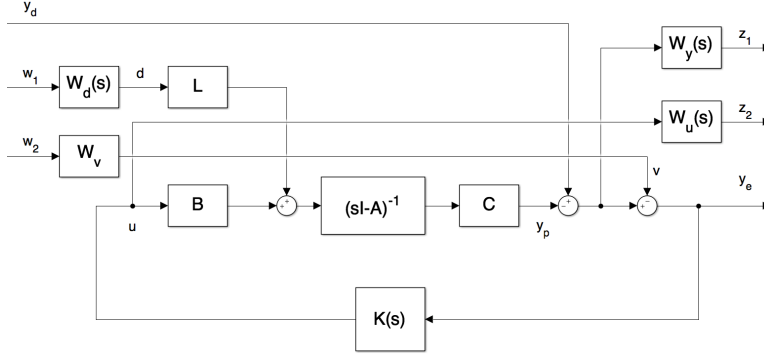 y_d
z_1
W_y(s)
w_1
d
W_d(s)
L
z_2
W_u(s)
w_2
W_v
v
y_e
B
(sI-A)^{-1}
C
u
y_p
K(s)